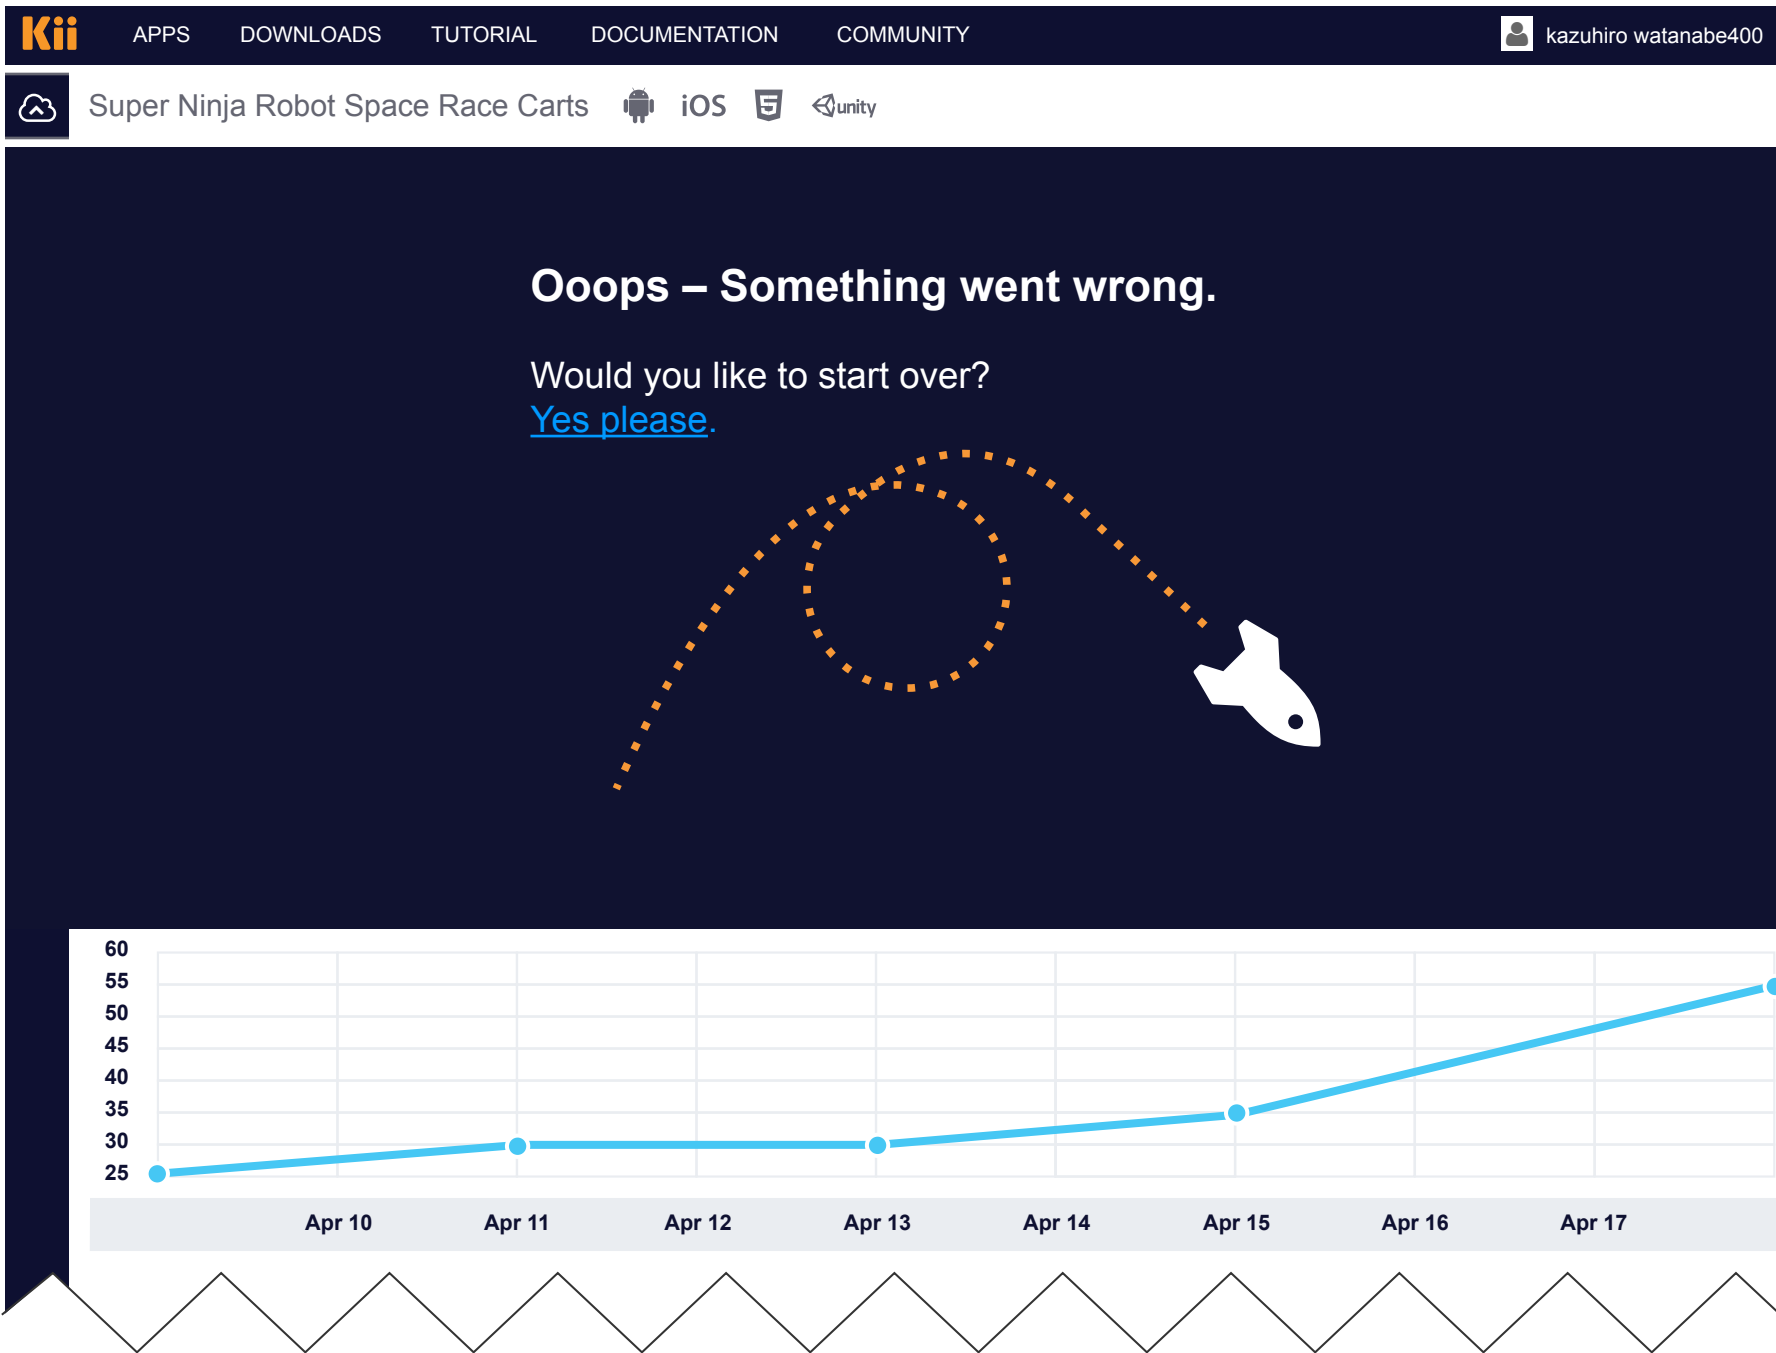 Kii APPS DOWNLOADS TUTORIAL DOCUMENTATION COMMUNITY kazuhiro watanabe400
Super Ninja Robot Space Race Carts iOS 5 unity
Ooops – Something went wrong.
Would you like to start over?
Yes please.
60
55
50
45
40
35
30
25
Apr 10 Apr 11 Apr 12 Apr 13 Apr 14 Apr 15 Apr 16 Apr 17